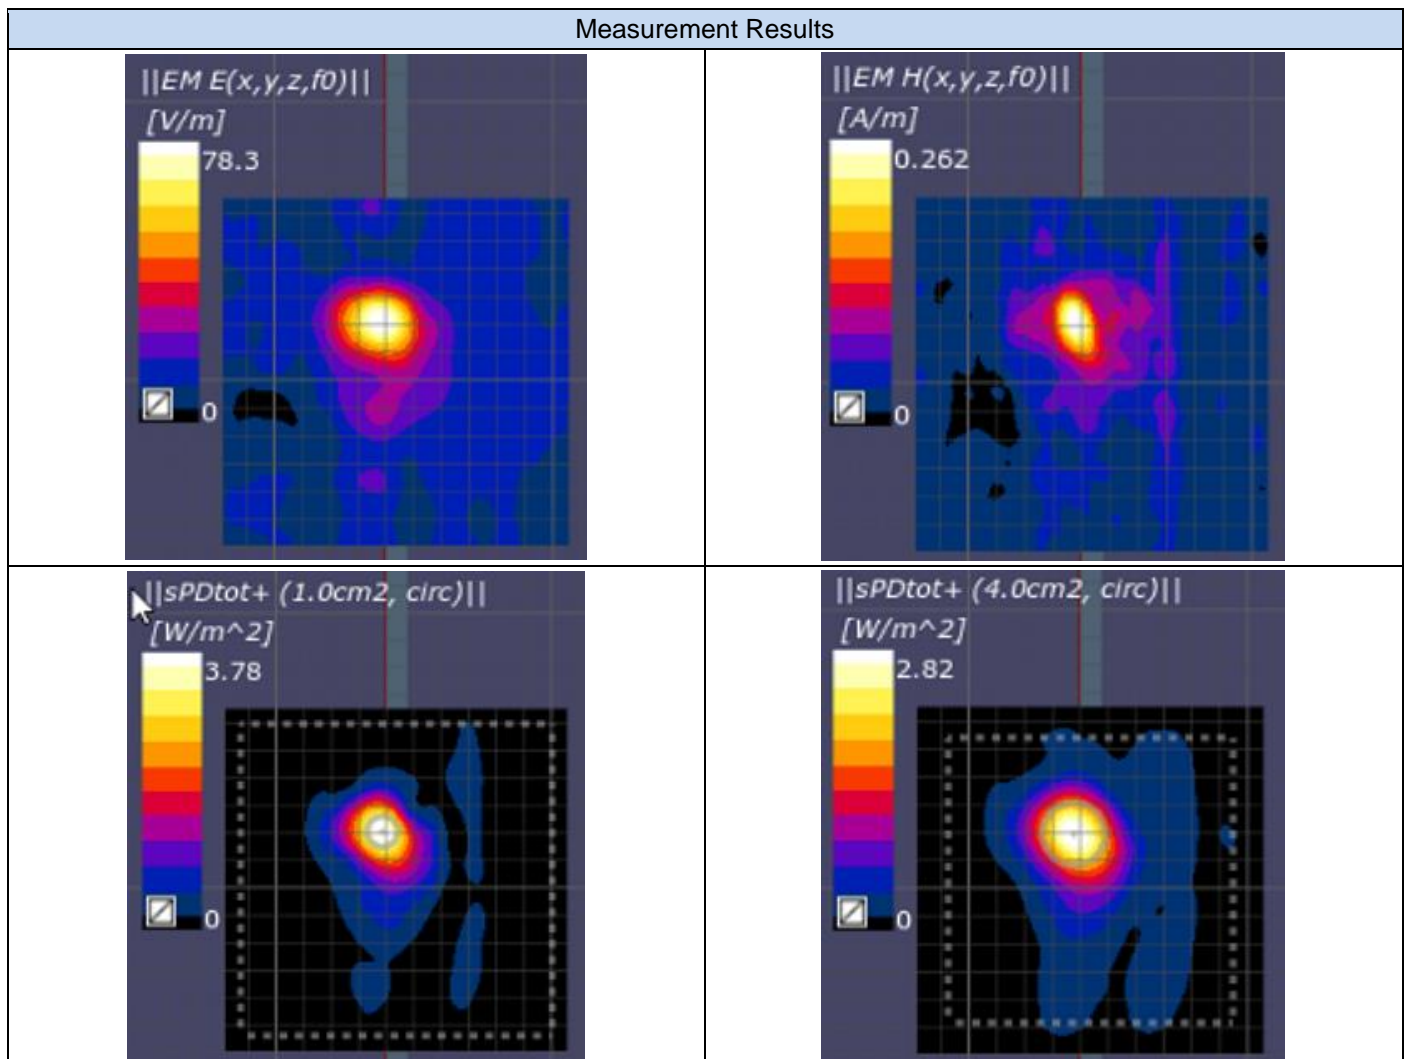 Measurement Results
||EM E(x,y,z,f0)||
[V/m]
78.3
0
||EM H(x,y,z,f0)||
[A/m]
0.262
0
||sPDtot+ (1.0cm2, circ)||
[W/m^2]
3.78
0
||sPDtot+ (4.0cm2, circ)||
[W/m^2]
2.82
0